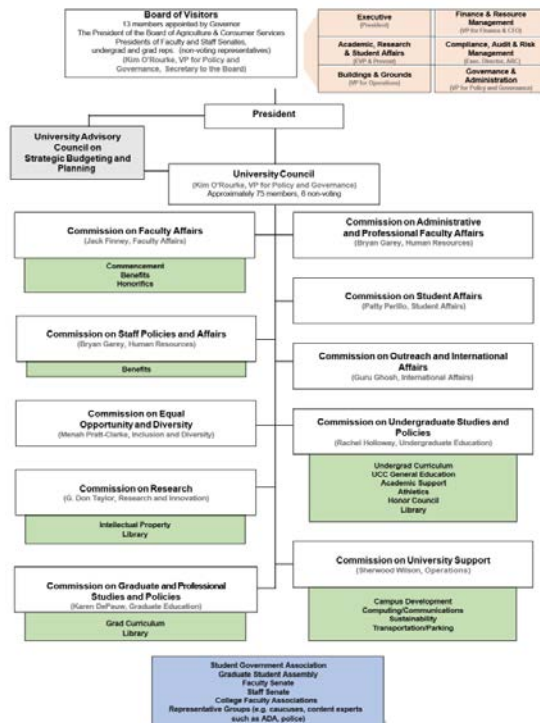 Board of Visitors
13 members appointed by Governor
The President of the Board of Agriculture & Consumer Services
Presidents of Faculty and Staff Senates,
undergrad and grad reps. (non-voting representatives)
(Kim O'Rourke, VP for Policy and
Governance, Secretary to the Board)
Executive
(President)
Finance & Resource
Management
(VP for Finance & CFO)
Academic, Research
& Student Affairs
(EVP & Provost)
Compliance, Audit & Risk
Management
(Exec. Director, ARC)
Buildings & Grounds
(VP for Operations)
Governance &
Administration
(VP for Policy and Governance)
President
University Advisory
Council on
Strategic Budgeting and
Planning
University Council
(Kim O'Rourke, VP for Policy and Governance)
Approximately 75 members, 6 non-voting
Commission on Faculty Affairs
(Jack Finney, Faculty Affairs)
Commencement
Benefits
Honorifics
Commission on Administrative
and Professional Faculty Affairs
(Bryan Garey, Human Resources)
Commission on Student Affairs
(Patty Perillo, Student Affairs)
Commission on Staff Policies and Affairs
(Bryan Garey, Human Resources)
Benefits
Commission on Outreach and International
Affairs
(Guru Ghosh, International Affairs)
Commission on Equal
Opportunity and Diversity
(Menah Pratt-Clarke, Inclusion and Diversity)
Commission on Undergraduate Studies and
Policies
(Rachel Holloway, Undergraduate Education)
Undergrad Curriculum
UCC General Education
Academic Support
Athletics
Honor Council
Library
Commission on Research
(G. Don Taylor, Research and Innovation)
Intellectual Property
Library
Commission on University Support
(Sherwood Wilson, Operations)
Campus Development
Computing/Communications
Sustainability
Transportation/Parking
Commission on Graduate and Professional
Studies and Policies
(Karen DePauw, Graduate Education)
Grad Curriculum
Library
Student Government Association
Graduate Student Assembly
Faculty Senate
Staff Senate
College Faculty Associations
Representative Groups (e.g. caucuses, content experts
such as ADA, police)